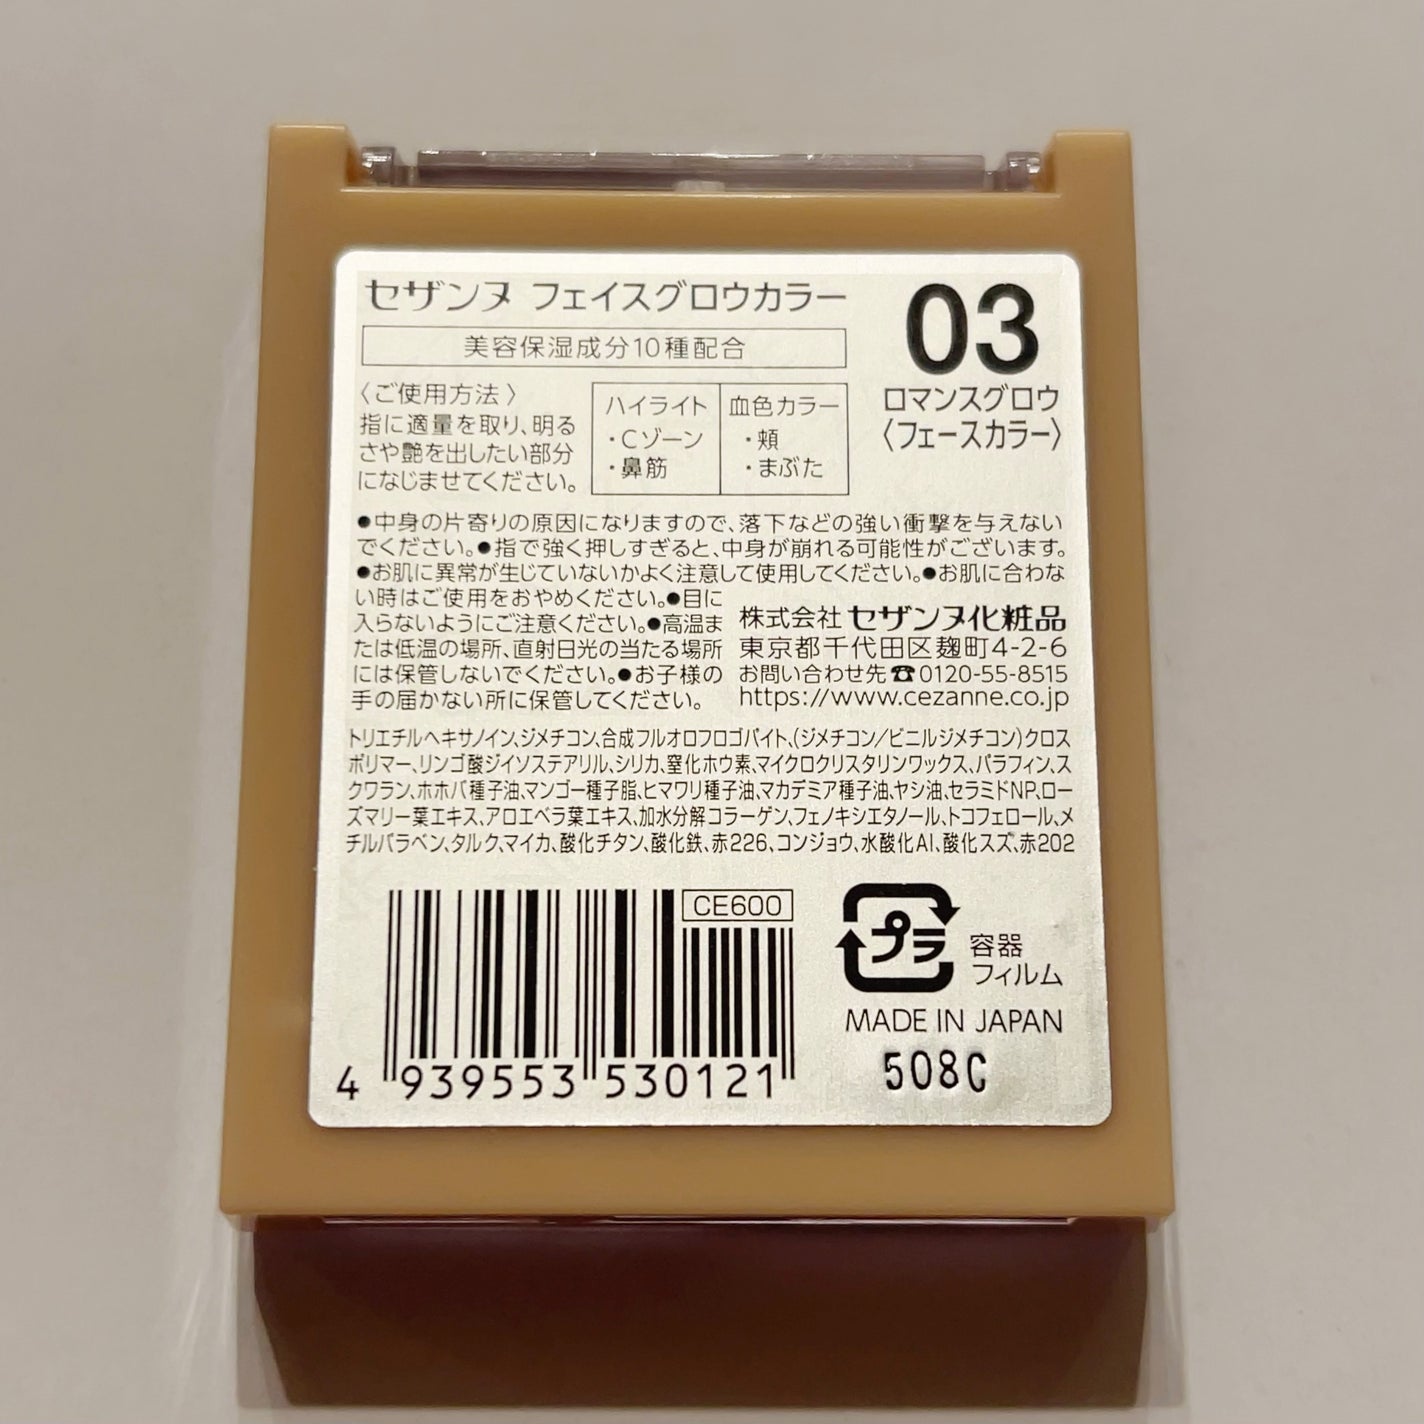 セザンヌ フェイスグロウカラー
美容保湿成分10種配合
03
ロマンスグロウ
〈フェースカラー〉
〈ご使用方法〉
指に適量を取り、明る
さや艶を出したい部分
になじませてください。
ハイライト
・Cゾーン
・鼻筋
血色カラー
・頬
・まぶた
●中身の片寄りの原因になりますので、落下などの強い衝撃を与えない
でください。●指で強く押しすぎると、中身が崩れる可能性がございます。
●お肌に異常が生じていないかよく注意して使用してください。●お肌に合わな
い時はご使用をおやめください。●目に
入らないようにご注意ください。●高温ま
たは低温の場所、直射日光の当たる場所
には保管しないでください。●お子様の
手の届かない所に保管してください。
株式会社 セザンヌ化粧品
東京都千代田区麹町4-2-6
お問い合わせ先☎0120-55-8515
https://www.cezanne.co.jp
トリエチルヘキサノイン、ジメチコン、合成フルオロフロゴパイト、(ジメチコン/ビニルジメチコン)クロス
ポリマー、リンゴ酸ジイソステアリル、シリカ、窒化ホウ素、マイクロクリスタリンワックス、パラフィン、ス
クワラン、ホホバ種子油、マンゴー種子脂、ヒマワリ種子油、マカデミア種子油、ヤシ油、セラミドNP、ロー
ズマリー葉エキス、アロエベラ葉エキス、加水分解コラーゲン、フェノキシエタノール、トコフェロール、メ
チルパラベン、タルク、マイカ、酸化チタン、酸化鉄、赤226、コンジョウ、水酸化Al、酸化スズ、赤202
CE600
4 939553 530121
プラ
容器
フィルム
MADE IN JAPAN
508C